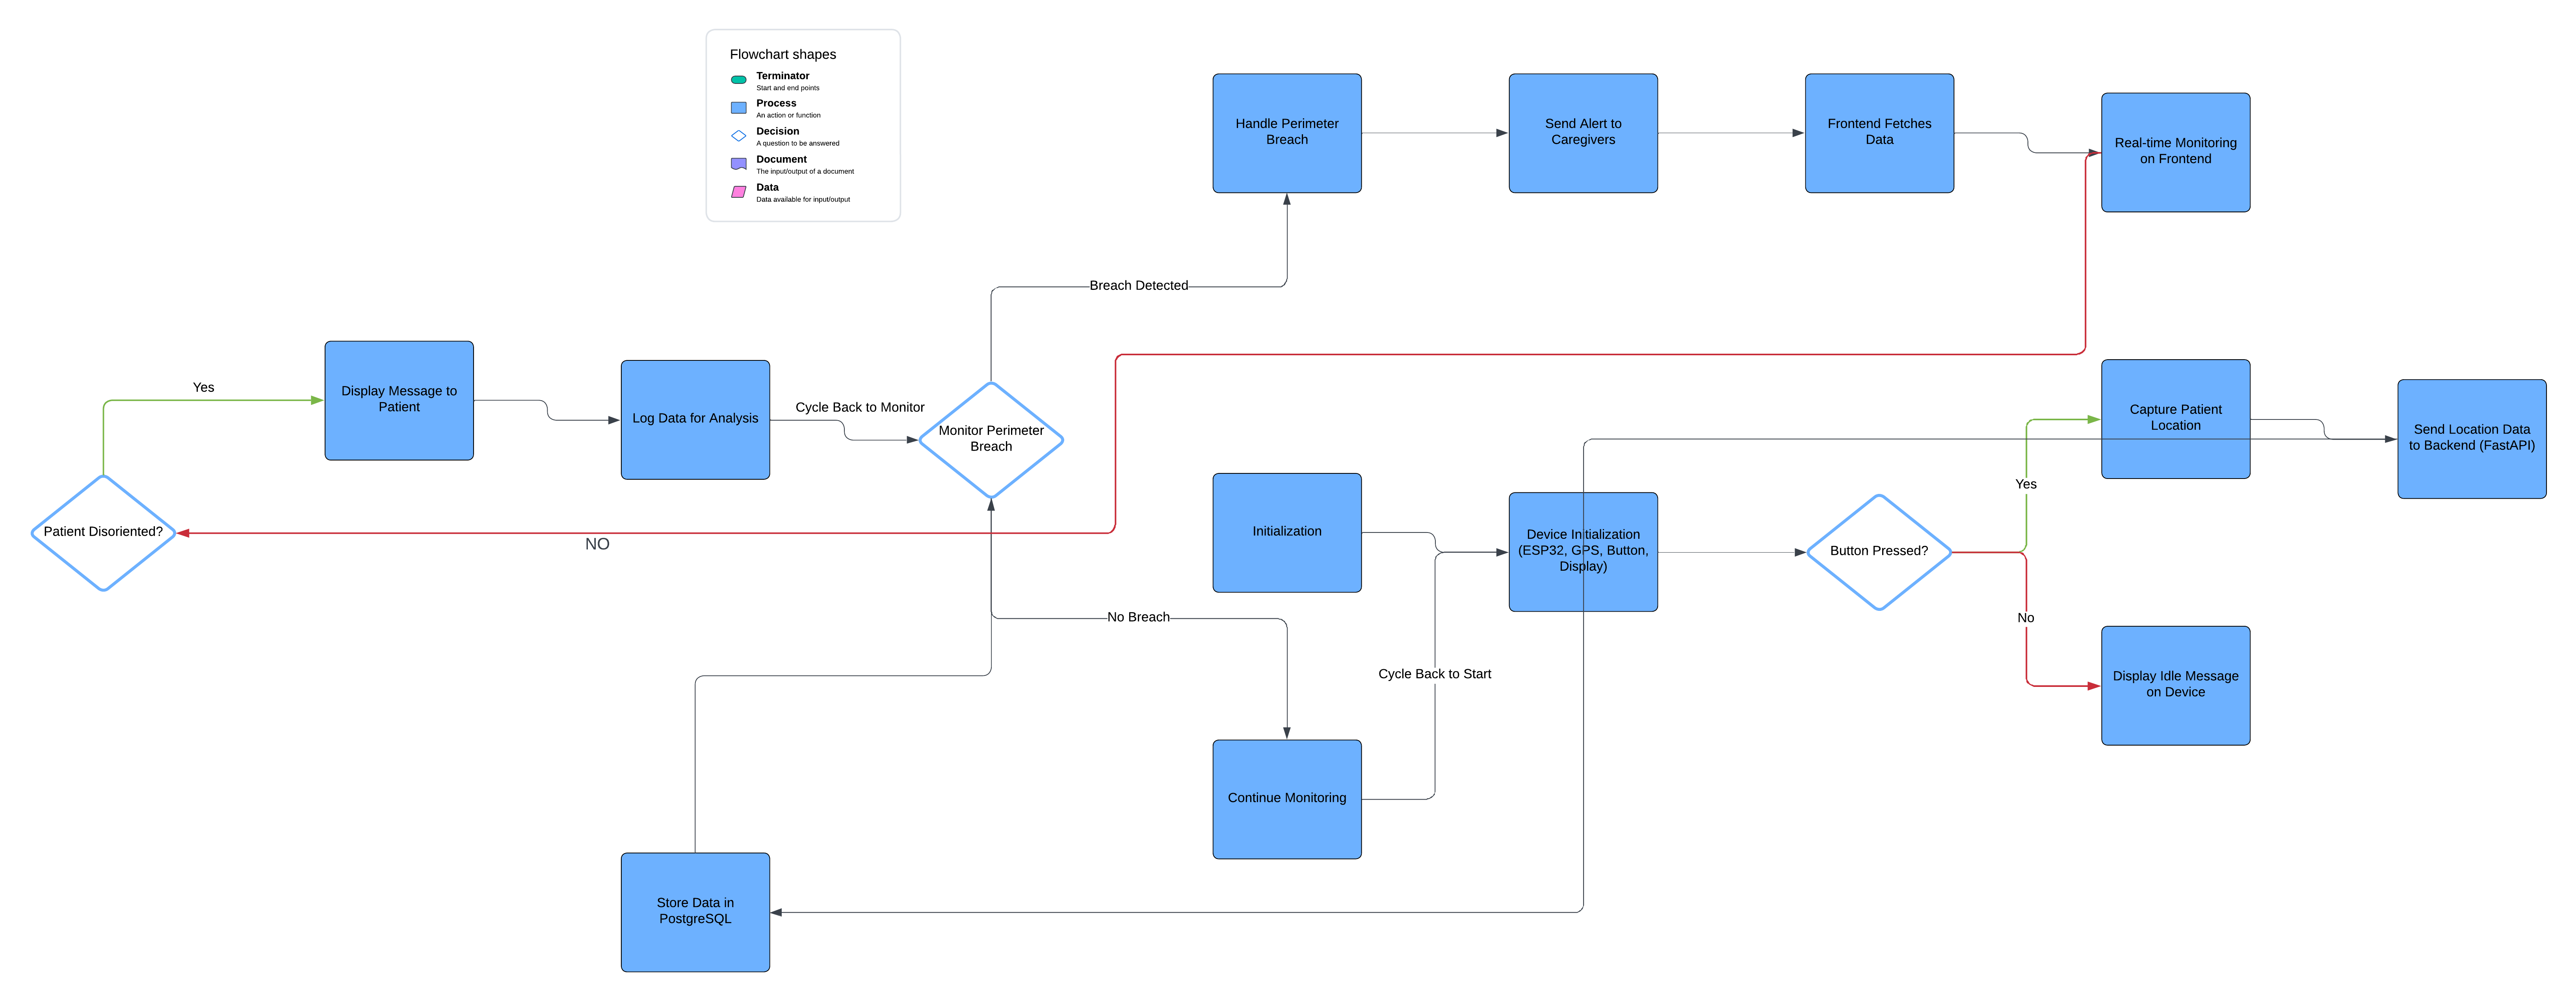 Flowchart shapes
Terminator
Start and end points
Process
An action or function
Decision
A question to be answered
Document
The input/output of a document
Data
Data available for input/output
Handle Perimeter
Breach
Send Alert to
Caregivers
Frontend Fetches
Data
Real-time Monitoring
on Frontend
Breach Detected
Yes
Display Message to
Patient
Log Data for Analysis
Cycle Back to Monitor
Monitor Perimeter
Breach
Capture Patient
Location
Send Location Data
to Backend (FastAPI)
Yes
Patient Disoriented?
NO
Initialization
Device Initialization
(ESP32, GPS, Button,
Display)
Button Pressed?
No Breach
No
Cycle Back to Start
Display Idle Message
on Device
Continue Monitoring
Store Data in
PostgreSQL